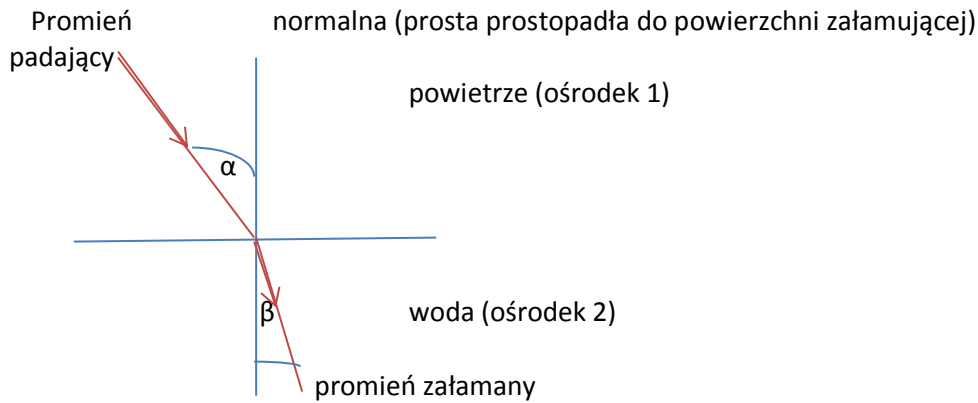 Promień
padający
normalna (prosta prostopadła do powierzchni załamującej)
powietrze (ośrodek 1)
α
β
woda (ośrodek 2)
promień załamany